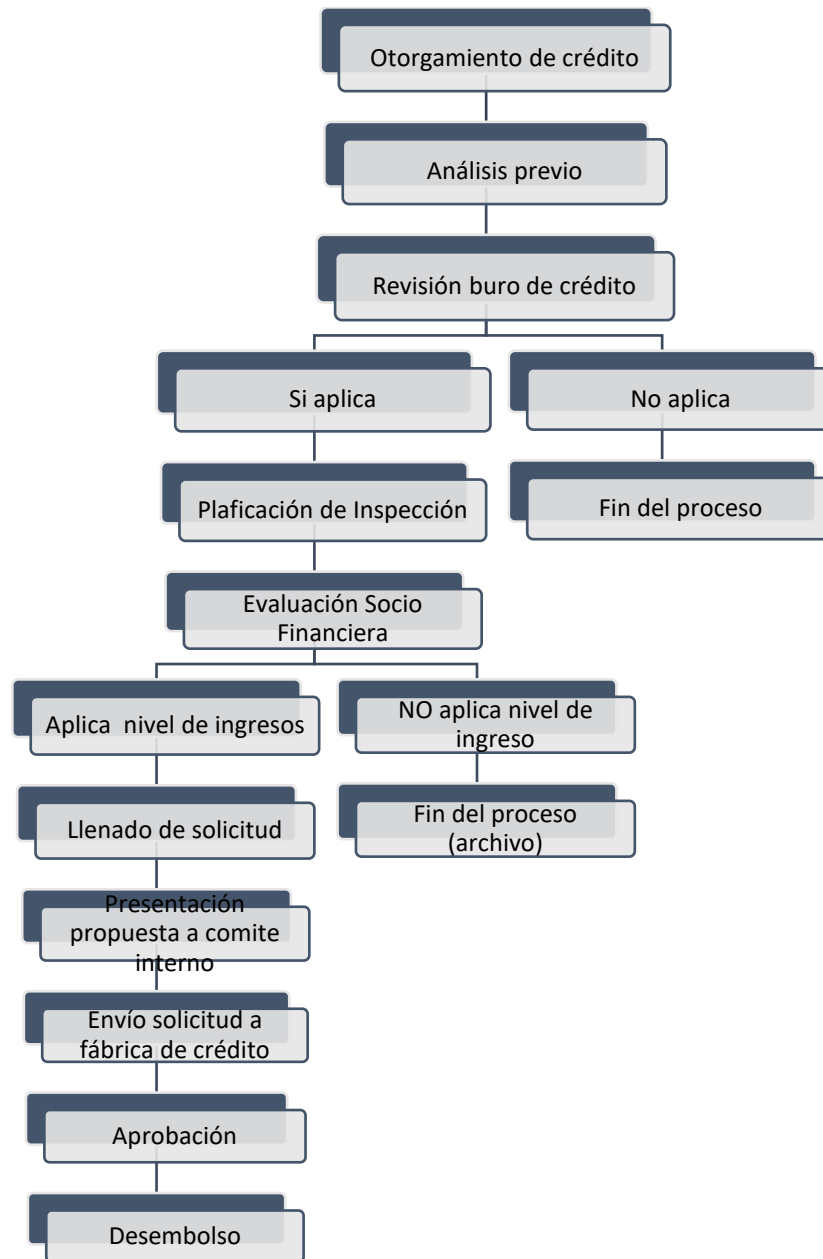 Otorgamiento de crédito
Análisis previo
Revisión buro de crédito
Si aplica
No aplica
Plaficación de Inspección
Fin del proceso
Evaluación Socio
Financiera
Aplica nivel de ingresos
NO aplica nivel de
ingreso
Llenado de solicitud
Fin del proceso
(archivo)
Presentación
propuesta a comite
interno
Envío solicitud a
fábrica de crédito
Aprobación
Desembolso